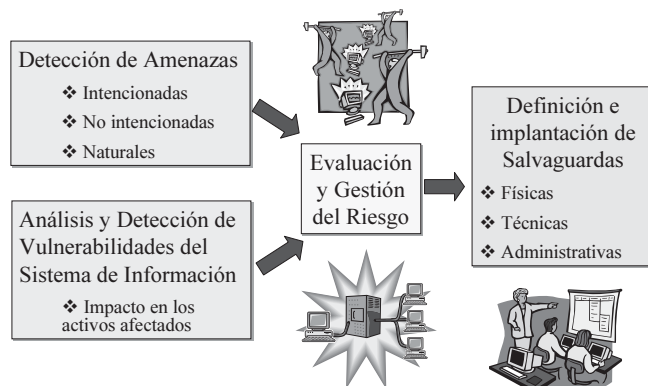 Detección de Amenazas
❖ Intencionadas
❖ No intencionadas
❖ Naturales
Análisis y Detección de
Vulnerabilidades del
Sistema de Información
❖ Impacto en los
activos afectados
Evaluación
y Gestión
del Riesgo
Definición e
implantación de
Salvaguardas
❖ Físicas
❖ Técnicas
❖ Administrativas